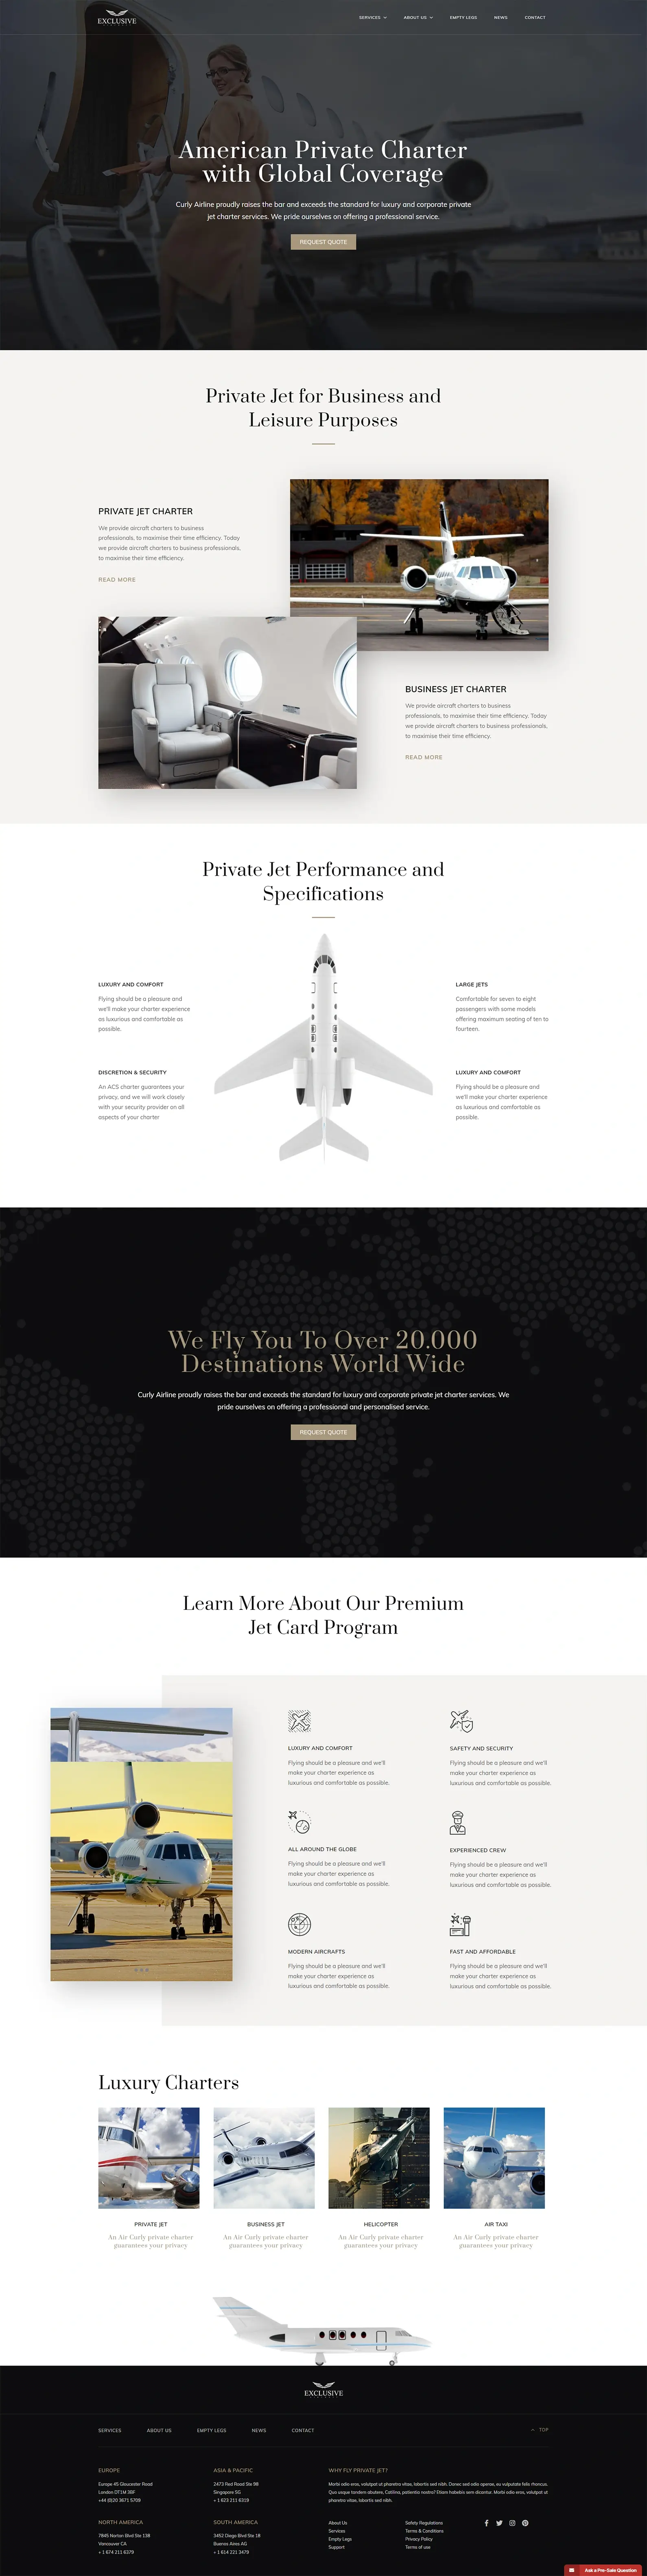 EXCLUSIVE
SERVICES
ABOUT US
EMPTY LEGS
NEWS
CONTACT
American Private Charter
with Global Coverage
Curly Airline proudly raises the bar and exceeds the standard for luxury and corporate private
jet charter services. We pride ourselves on offering a professional service.
REQUEST QUOTE
Private Jet for Business and
Leisure Purposes
PRIVATE JET CHARTER
We provide aircraft charters to business
professionals, to maximise their time efficiency. Today
we provide aircraft charters to business professionals,
to maximise their time efficiency.
READ MORE
BUSINESS JET CHARTER
We provide aircraft charters to business
professionals, to maximise their time efficiency. Today
we provide aircraft charters to business professionals,
to maximise their time efficiency.
READ MORE
Private Jet Performance and
Specifications
LUXURY AND COMFORT
Flying should be a pleasure and
we'll make your charter experience
as luxurious and comfortable as
possible.
DISCRETION & SECURITY
An ACS charter guarantees your
privacy, and we will work closely
with your security provider on all
aspects of your charter
LARGE JETS
Comfortable for seven to eight
passengers with some models
offering maximum seating of ten to
fourteen.
LUXURY AND COMFORT
Flying should be a pleasure and
we'll make your charter experience
as luxurious and comfortable as
possible.
We Fly You To Over 20.000
Destinations World Wide
Curly Airline proudly raises the bar and exceeds the standard for luxury and corporate private jet charter services. We
pride ourselves on offering a professional and personalised service.
REQUEST QUOTE
Learn More About Our Premium
Jet Card Program
LUXURY AND COMFORT
Flying should be a pleasure and we'll
make your charter experience as
luxurious and comfortable as possible.
SAFETY AND SECURITY
Flying should be a pleasure and we'll
make your charter experience as
luxurious and comfortable as possible.
ALL AROUND THE GLOBE
Flying should be a pleasure and we'll
make your charter experience as
luxurious and comfortable as possible.
EXPERIENCED CREW
Flying should be a pleasure and we'll
make your charter experience as
luxurious and comfortable as possible.
MODERN AIRCRAFTS
Flying should be a pleasure and we'll
make your charter experience as
luxurious and comfortable as possible.
FAST AND AFFORDABLE
Flying should be a pleasure and we'll
make your charter experience as
luxurious and comfortable as possible.
Luxury Charters
PRIVATE JET
An Air Curly private charter
guarantees your privacy
BUSINESS JET
An Air Curly private charter
guarantees your privacy
HELICOPTER
An Air Curly private charter
guarantees your privacy
AIR TAXI
An Air Curly private charter
guarantees your privacy
EXCLUSIVE
SERVICES
ABOUT US
EMPTY LEGS
NEWS
CONTACT
TOP
EUROPE
Europe 45 Gloucester Road
London DT1M 3BF
+44 (0)20 3671 5709
ASIA & PACIFIC
2473 Red Road Ste 98
Singapore SG
+ 1 623 211 6319
WHY FLY PRIVATE JET?
Morbi odio eros, volutpat ut pharetra vitae, lobortis sed nibh. Donec sed odio operae, eu vulputate felis rhoncus.
Quo usque tandem abutere, Catilina, patientia nostra? Etiam habebis sem dicantur. Morbi odio eros, volutpat ut
pharetra vitae, lobortis sed nibh.
NORTH AMERICA
7845 Norton Blvd Ste 138
Vancouver CA
+ 1 674 211 6379
SOUTH AMERICA
3452 Diego Blvd Ste 18
Buenos Aires AG
+ 1 614 221 3479
About Us
Services
Empty Legs
Support
Safety Regulations
Terms & Conditions
Privacy Policy
Terms of use
Ask a Pre-Sale Question